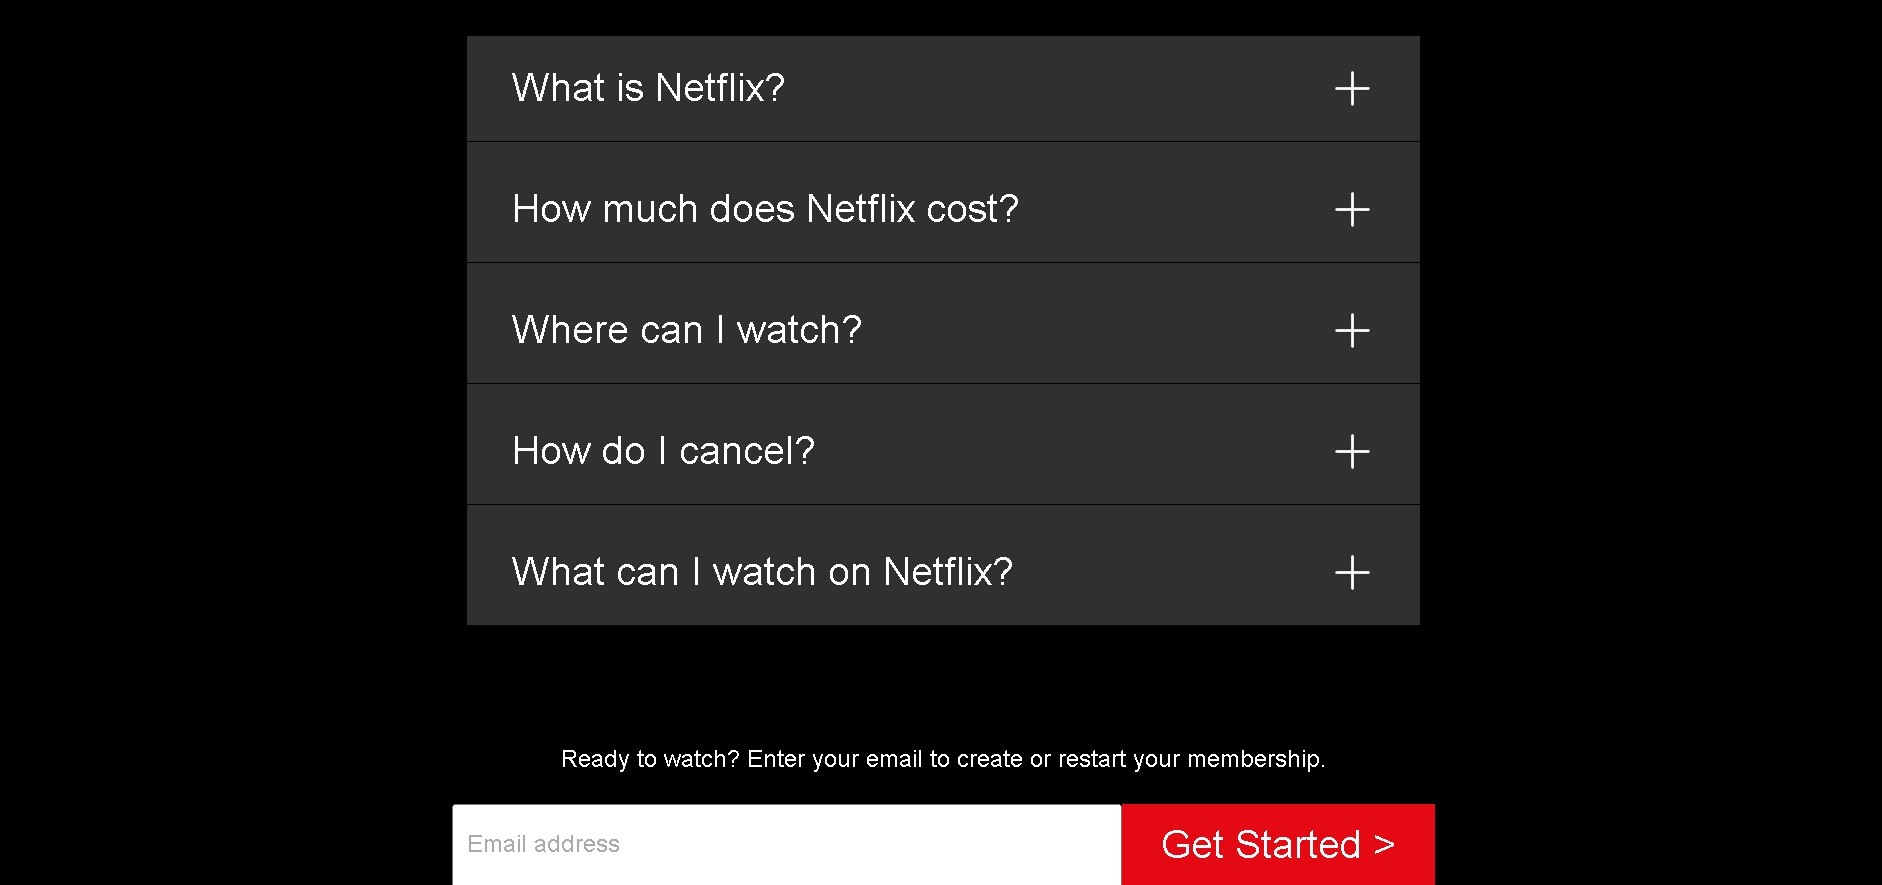 What is Netflix?
How much does Netflix cost?
Where can I watch?
How do I cancel?
What can I watch on Netflix?
Ready to watch? Enter your email to create or restart your membership.
Email address
Get Started >